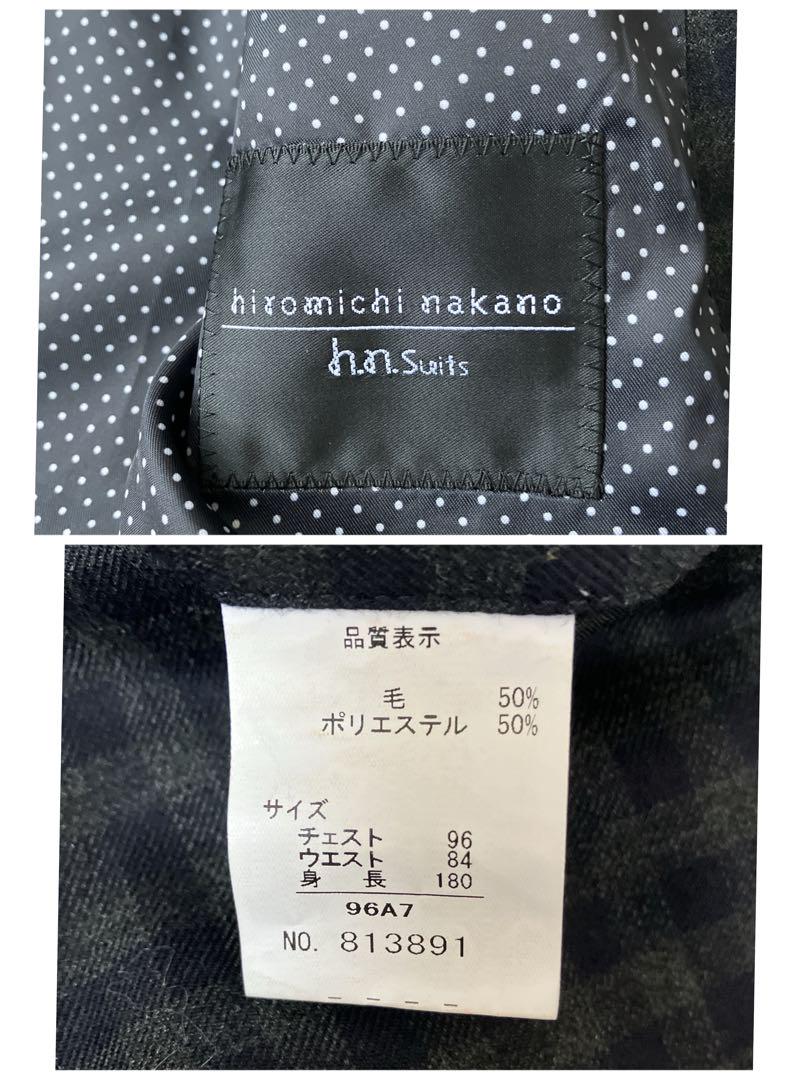 hiromichi nakano
h.n.Suits
品質表示
毛 50%
ポリエステル 50%
サイズ
チェスト 96
ウエスト 84
身長 180
96A7
NO. 813891